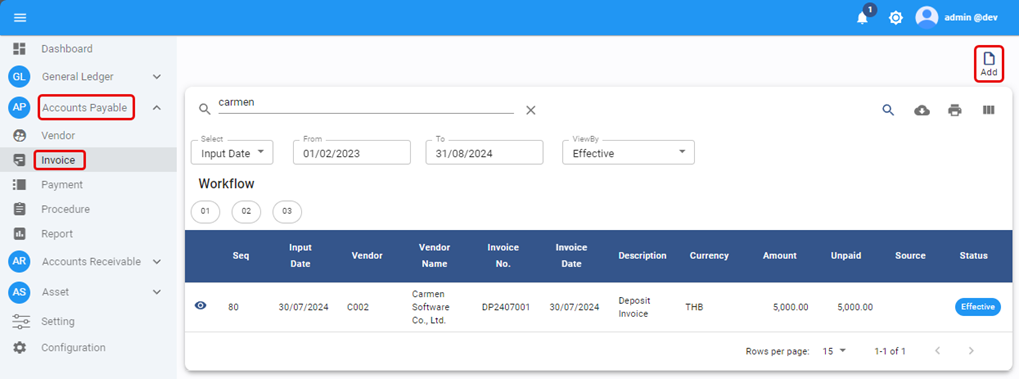 1
admin @dev
Dashboard
GL General Ledger
AP Accounts Payable
Vendor
Invoice
Payment
Procedure
Report
AR Accounts Receivable
AS Asset
Setting
Configuration
Add
carmen
Select
Input Date
From
01/02/2023
To
31/08/2024
ViewBy
Effective
Workflow
01 02 03
Seq Input Date Vendor Vendor Name Invoice No. Invoice Date Description Currency Amount Unpaid Source Status
80 30/07/2024 C002 Carmen Software Co., Ltd. DP2407001 30/07/2024 Deposit Invoice THB 5,000.00 5,000.00 Effective
Rows per page: 15 1-1 of 1